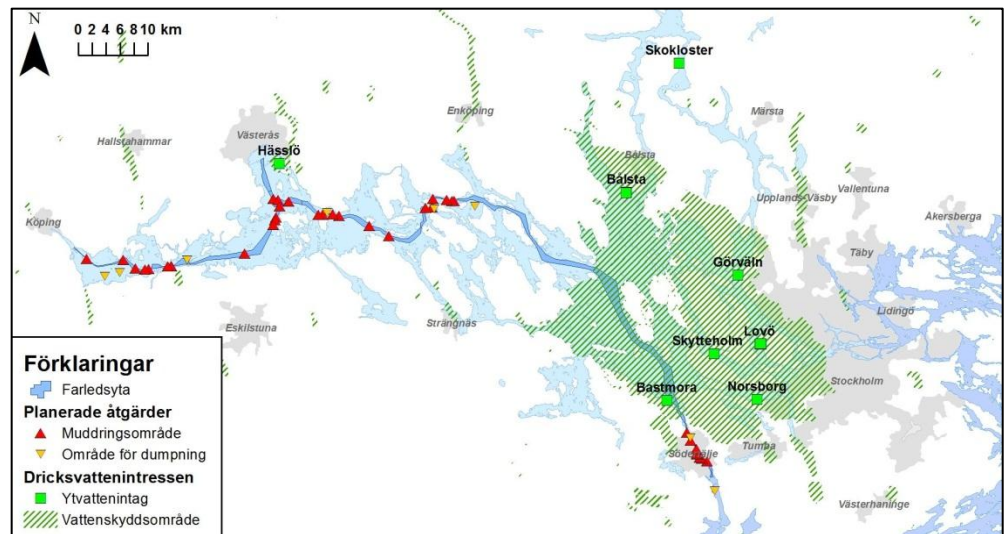 N
0 2 4 6 8 10 km
Skokloster
Enköping
Märsta
Hallstahammar
Västerås
Hässlö
Bålsta
Bålsta
Upplands-Väsby
Vallentuna
Åkersberga
Köping
Täby
Görväln
Lidingö
Eskilstuna
Strängnäs
Lovö
Skytteholm
Stockholm
Bastmora
Norsborg
Tumba
Södertälje
Västerhaninge
Förklaringar
Farledsyta
Planerade åtgärder
Muddringsområde
Område för dumpning
Dricksvattenintressen
Ytvattenintag
Vattenskyddsområde